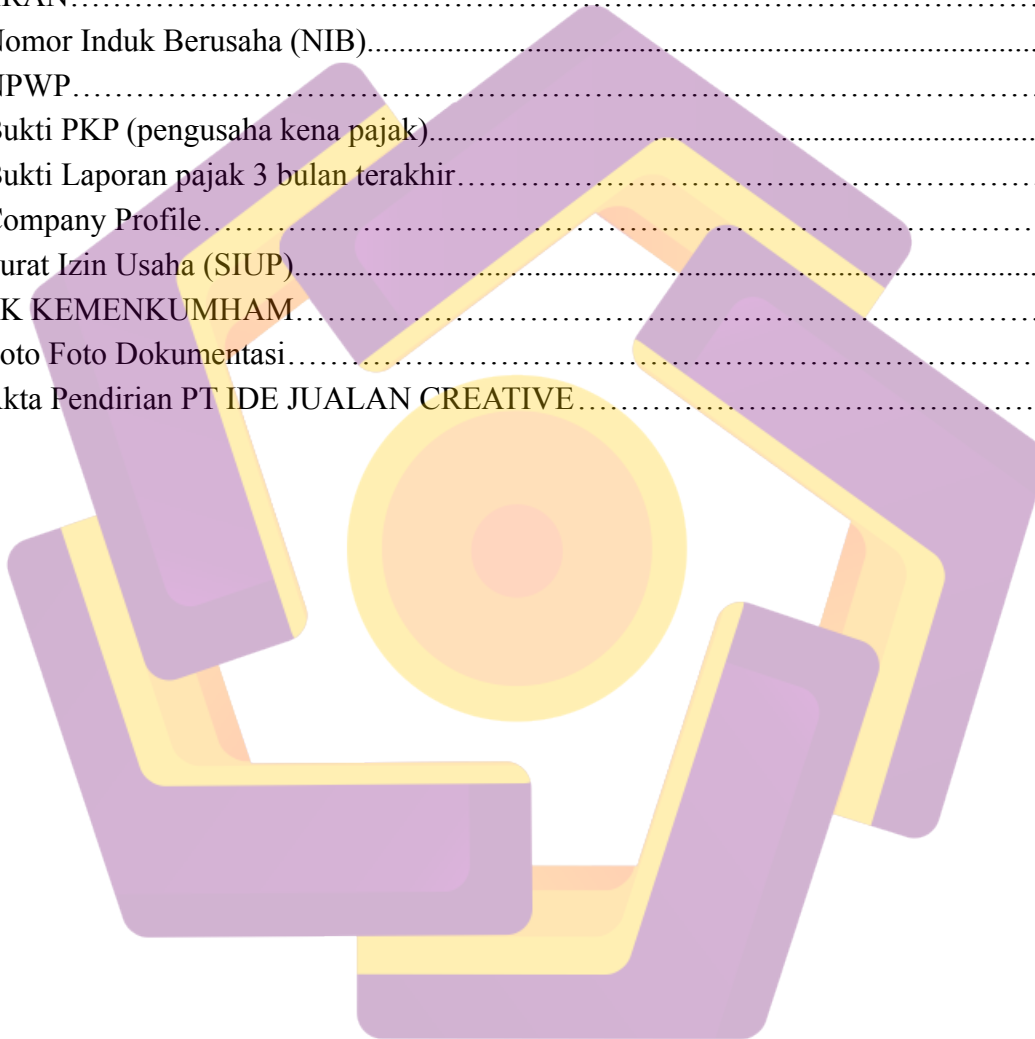 RAN....................................................................
Nomor Induk Berusaha (NIB)....................................................................
NPWP....................................................................
Bukti PKP (pengusaha kena pajak)....................................................................
Bukti Laporan pajak 3 bulan terakhir....................................................................
Company Profile....................................................................
urat Izin Usaha (SIUP)....................................................................
K KEMENKUMHAM....................................................................
oto Foto Dokumentasi....................................................................
Akta Pendirian PT IDE JUALAN CREATIVE....................................................................